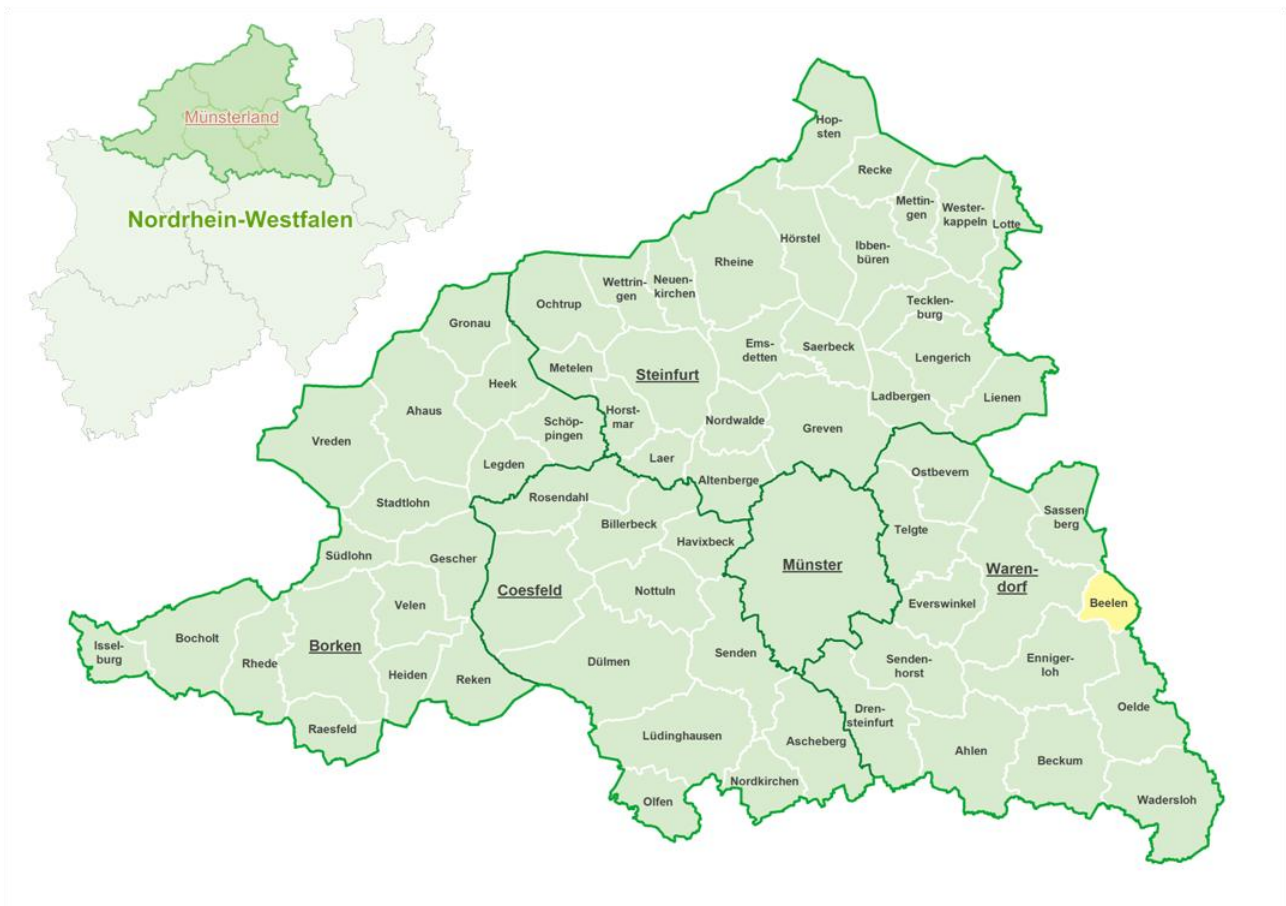 Münsterland
Nordrhein-Westfalen
Hop-
sten
Recke
Mettin-
gen
Wester-
kappeln
Lotte
Hörstel
Ibben-
büren
Rheine
Wettrin-
gen
Neuen-
kirchen
Ochtrup
Tecklen-
burg
Gronau
Ems-
detten
Saerbeck
Lengerich
Metelen
Steinfurt
Heek
Ladbergen
Lienen
Ahaus
Horst-
mar
Nordwalde
Greven
Schöp-
pingen
Vreden
Legden
Laer
Altenberge
Ostbevern
Stadtlohn
Rosendahl
Billerbeck
Sassen
berg
Telgte
Havixbeck
Südlohn
Gescher
Münster
Waren-
dorf
Coesfeld
Nottuln
Velen
Everswinkel
Beelen
Isselburg
Bocholt
Rhede
Borken
Heiden
Reken
Dülmen
Senden
Senden-
horst
Enniger-
loh
Oelde
Raesfeld
Lüdinghausen
Ascheberg
Dren-
steinfurt
Ahlen
Beckum
Olfen
Nordkirchen
Wadersloh